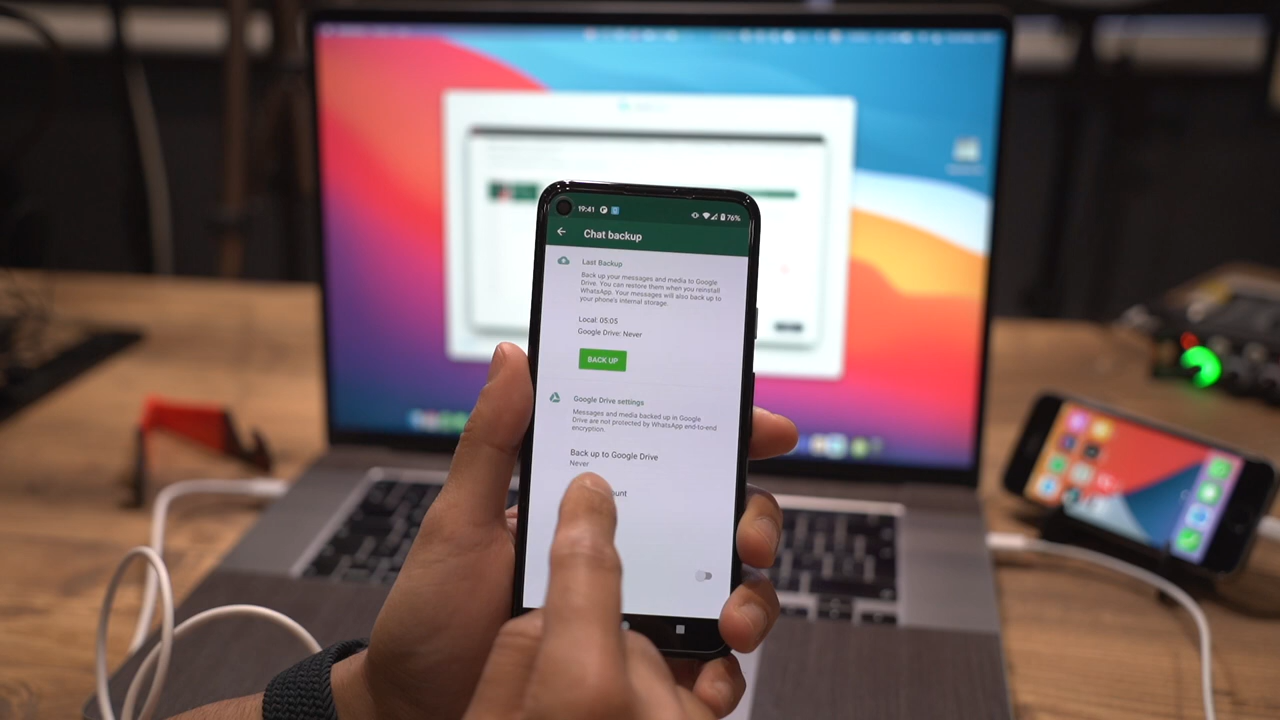 19:41
76%
Chat backup
Last Backup
Back up your messages and media to Google
Drive. You can restore them when you reinstall
WhatsApp. Your messages will also back up to
your phone's internal storage.
Local: 05:05
Google Drive: Never
BACK UP
Google Drive settings
Messages and media backed up in Google
Drive are not protected by WhatsApp end-to-end
encryption.
Back up to Google Drive
Never